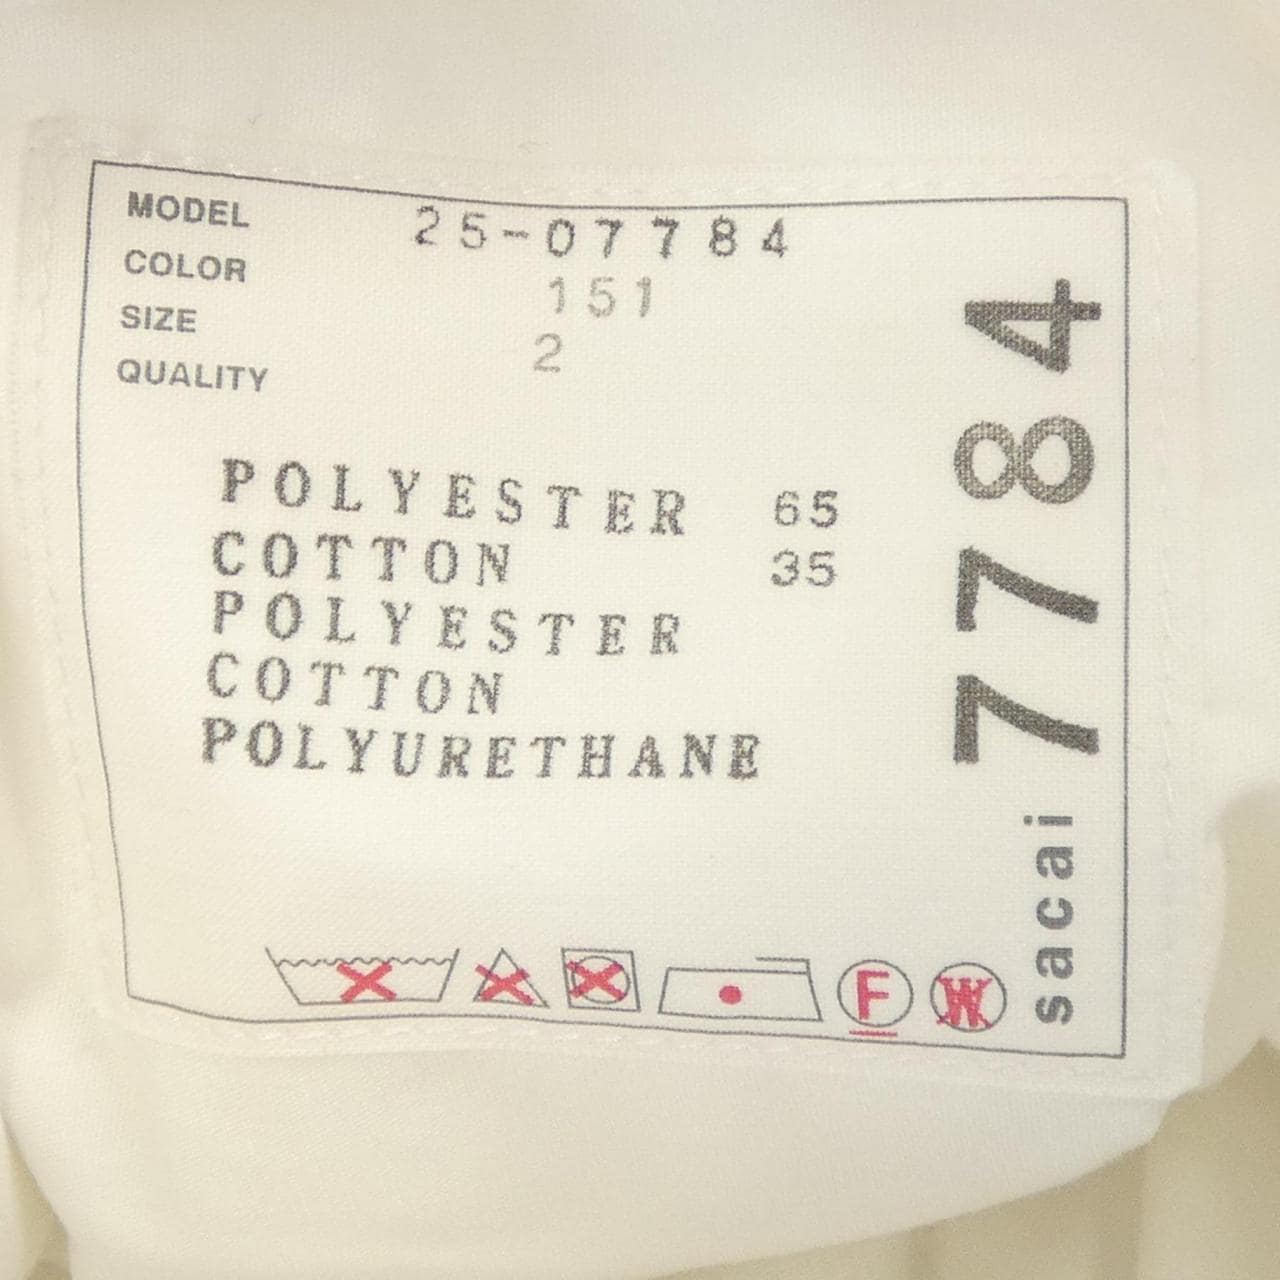 MODEL 25-07784
COLOR 151
SIZE 2
QUALITY
POLYESTER 65
COTTON 35
POLYESTER
COTTON
POLYURETHANE
F
W
sacai 7784